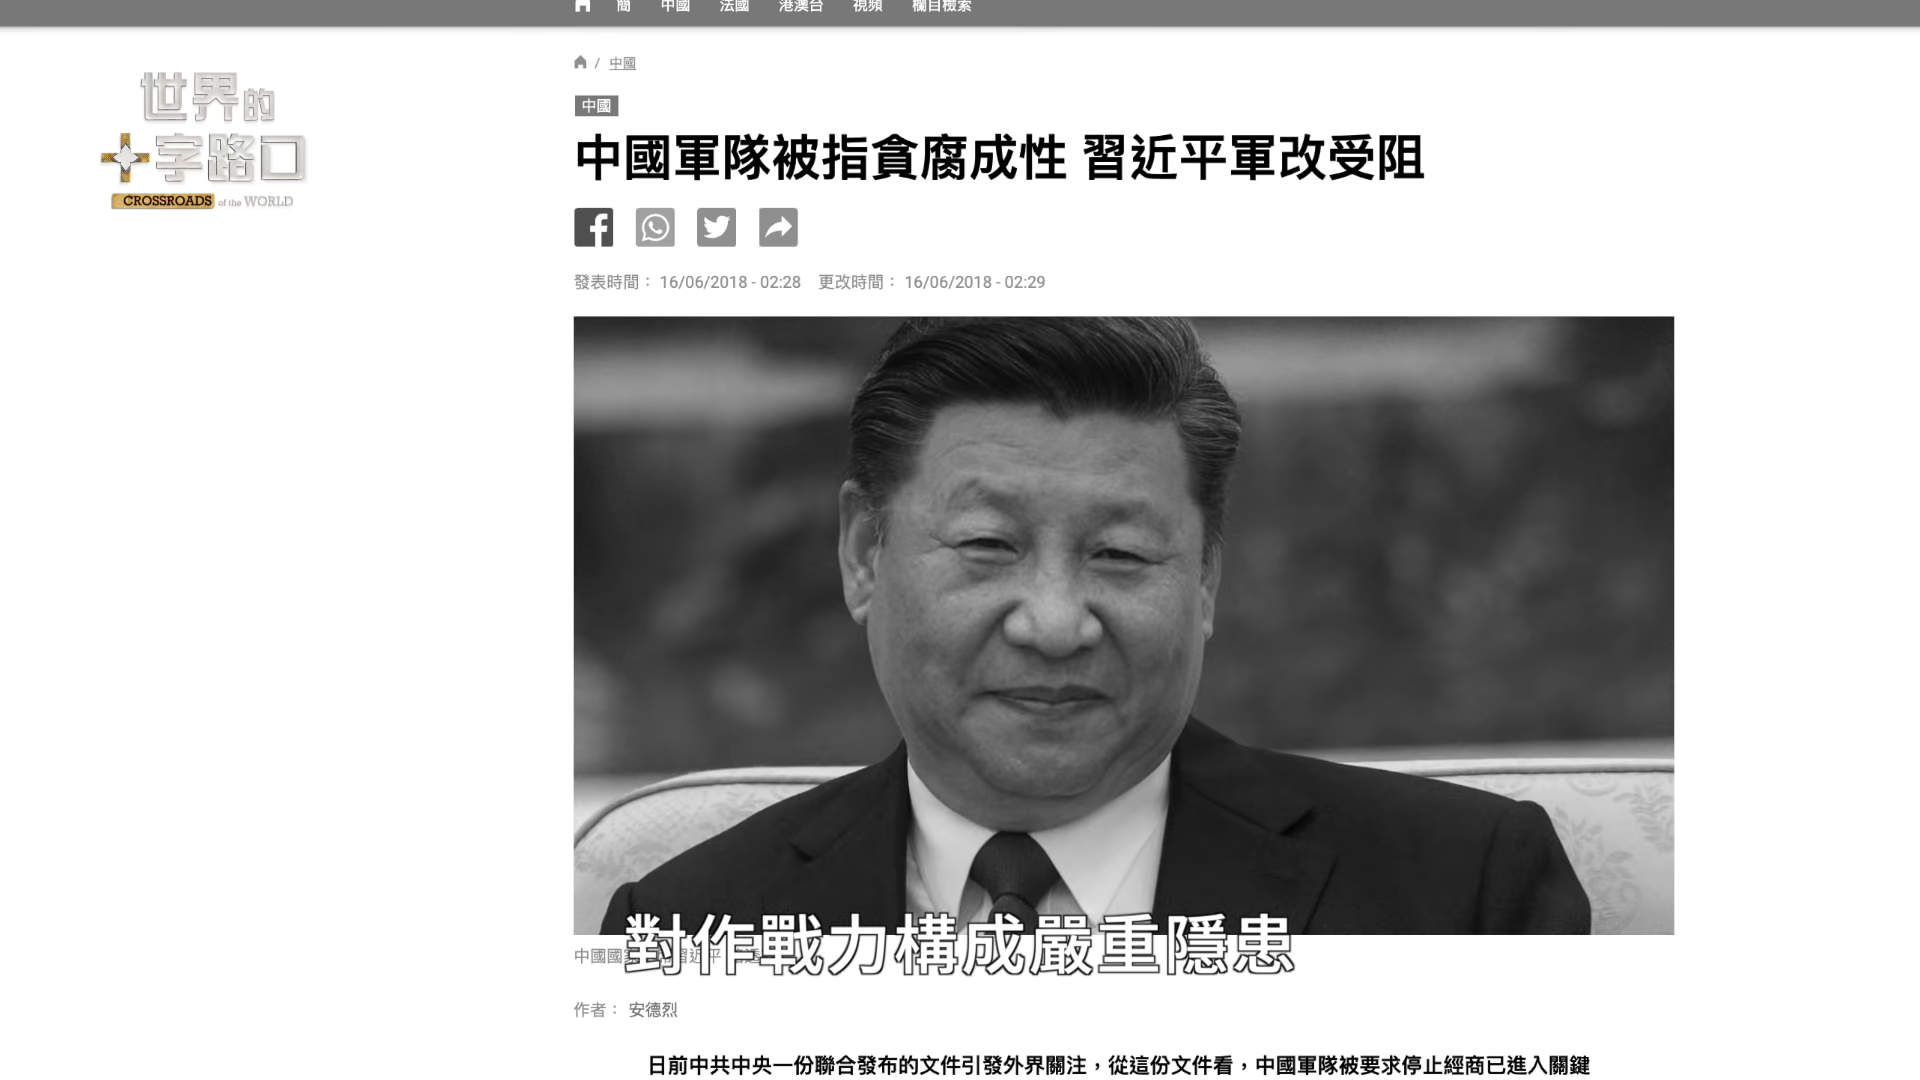 簡 中國 法國 港澳台 視頻 欄目檢索
世界的
十字路口
CROSSROADS of the WORLD
/ 中國
中國
中國軍隊被指貪腐成性 習近平軍改受阻
發表時間： 16/06/2018 - 02:28 更改時間： 16/06/2018 - 02:29
對作戰力構成嚴重隱患
中國國家 習近平
作者： 安德烈
日前中共中央一份聯合發布的文件引發外界關注，從這份文件看，中國軍隊被要求停止經商已進入關鍵